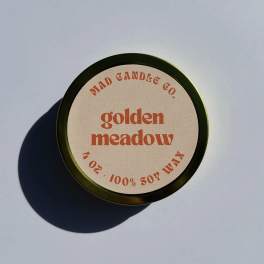 MAD CANDLE CO.
golden
meadow
4 OZ · 100% SOY WAX